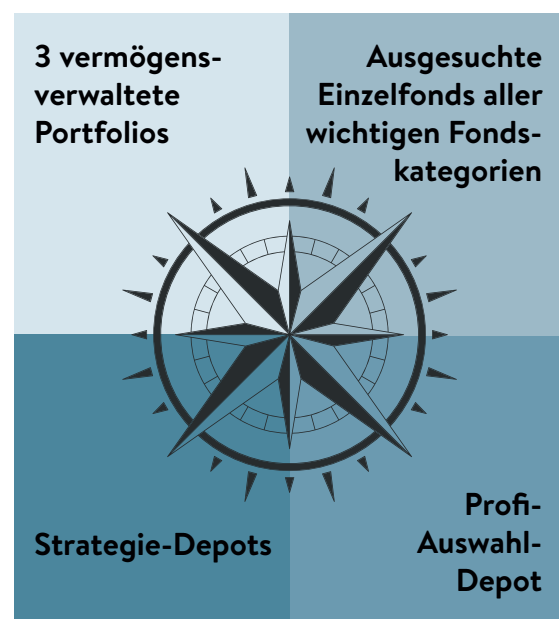 3 vermögens-
verwaltete
Portfolios
Ausgesuchte
Einzelfonds aller
wichtigen Fonds-
kategorien
Strategie-Depots
Profi-
Auswahl-
Depot